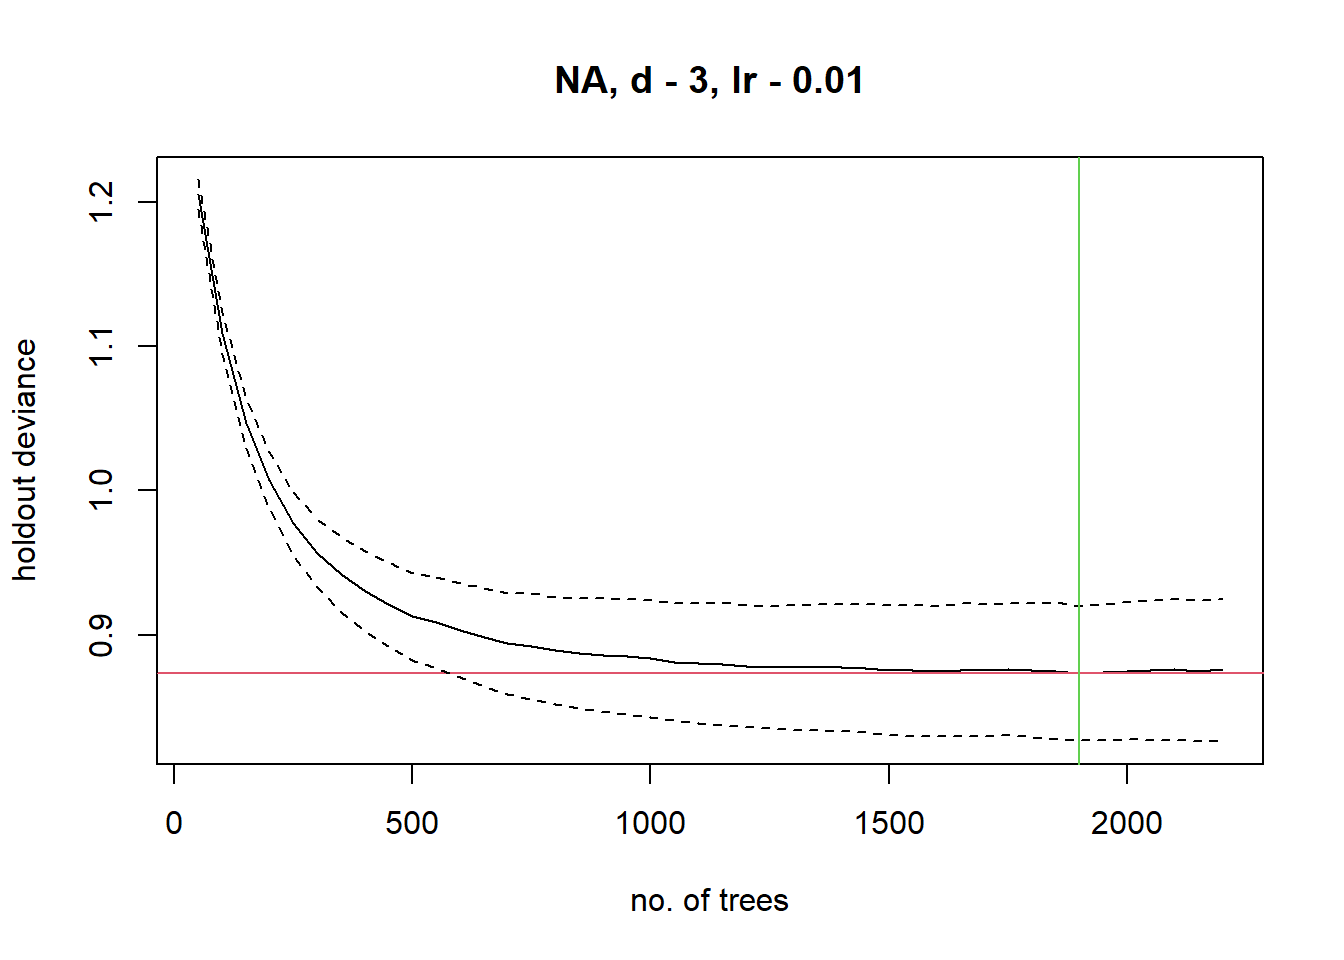 NA, d - 3, lr - 0.01
holdout deviance
1.2
1.1
1.0
0.9
0 500 1000 1500 2000
no. of trees